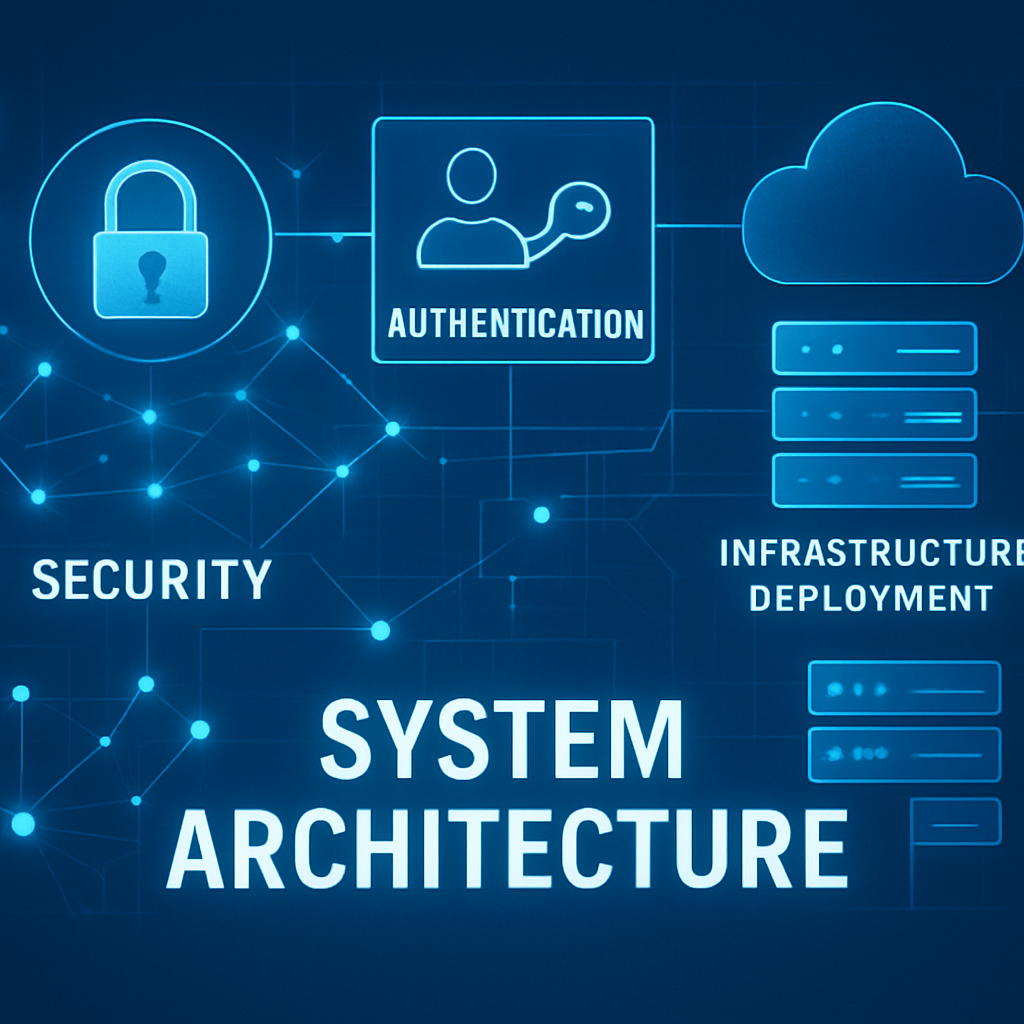 AUTHENTICATION
SECURITY
INFRASTRUCTURE
DEPLOYMENT
SYSTEM
ARCHITECTURE